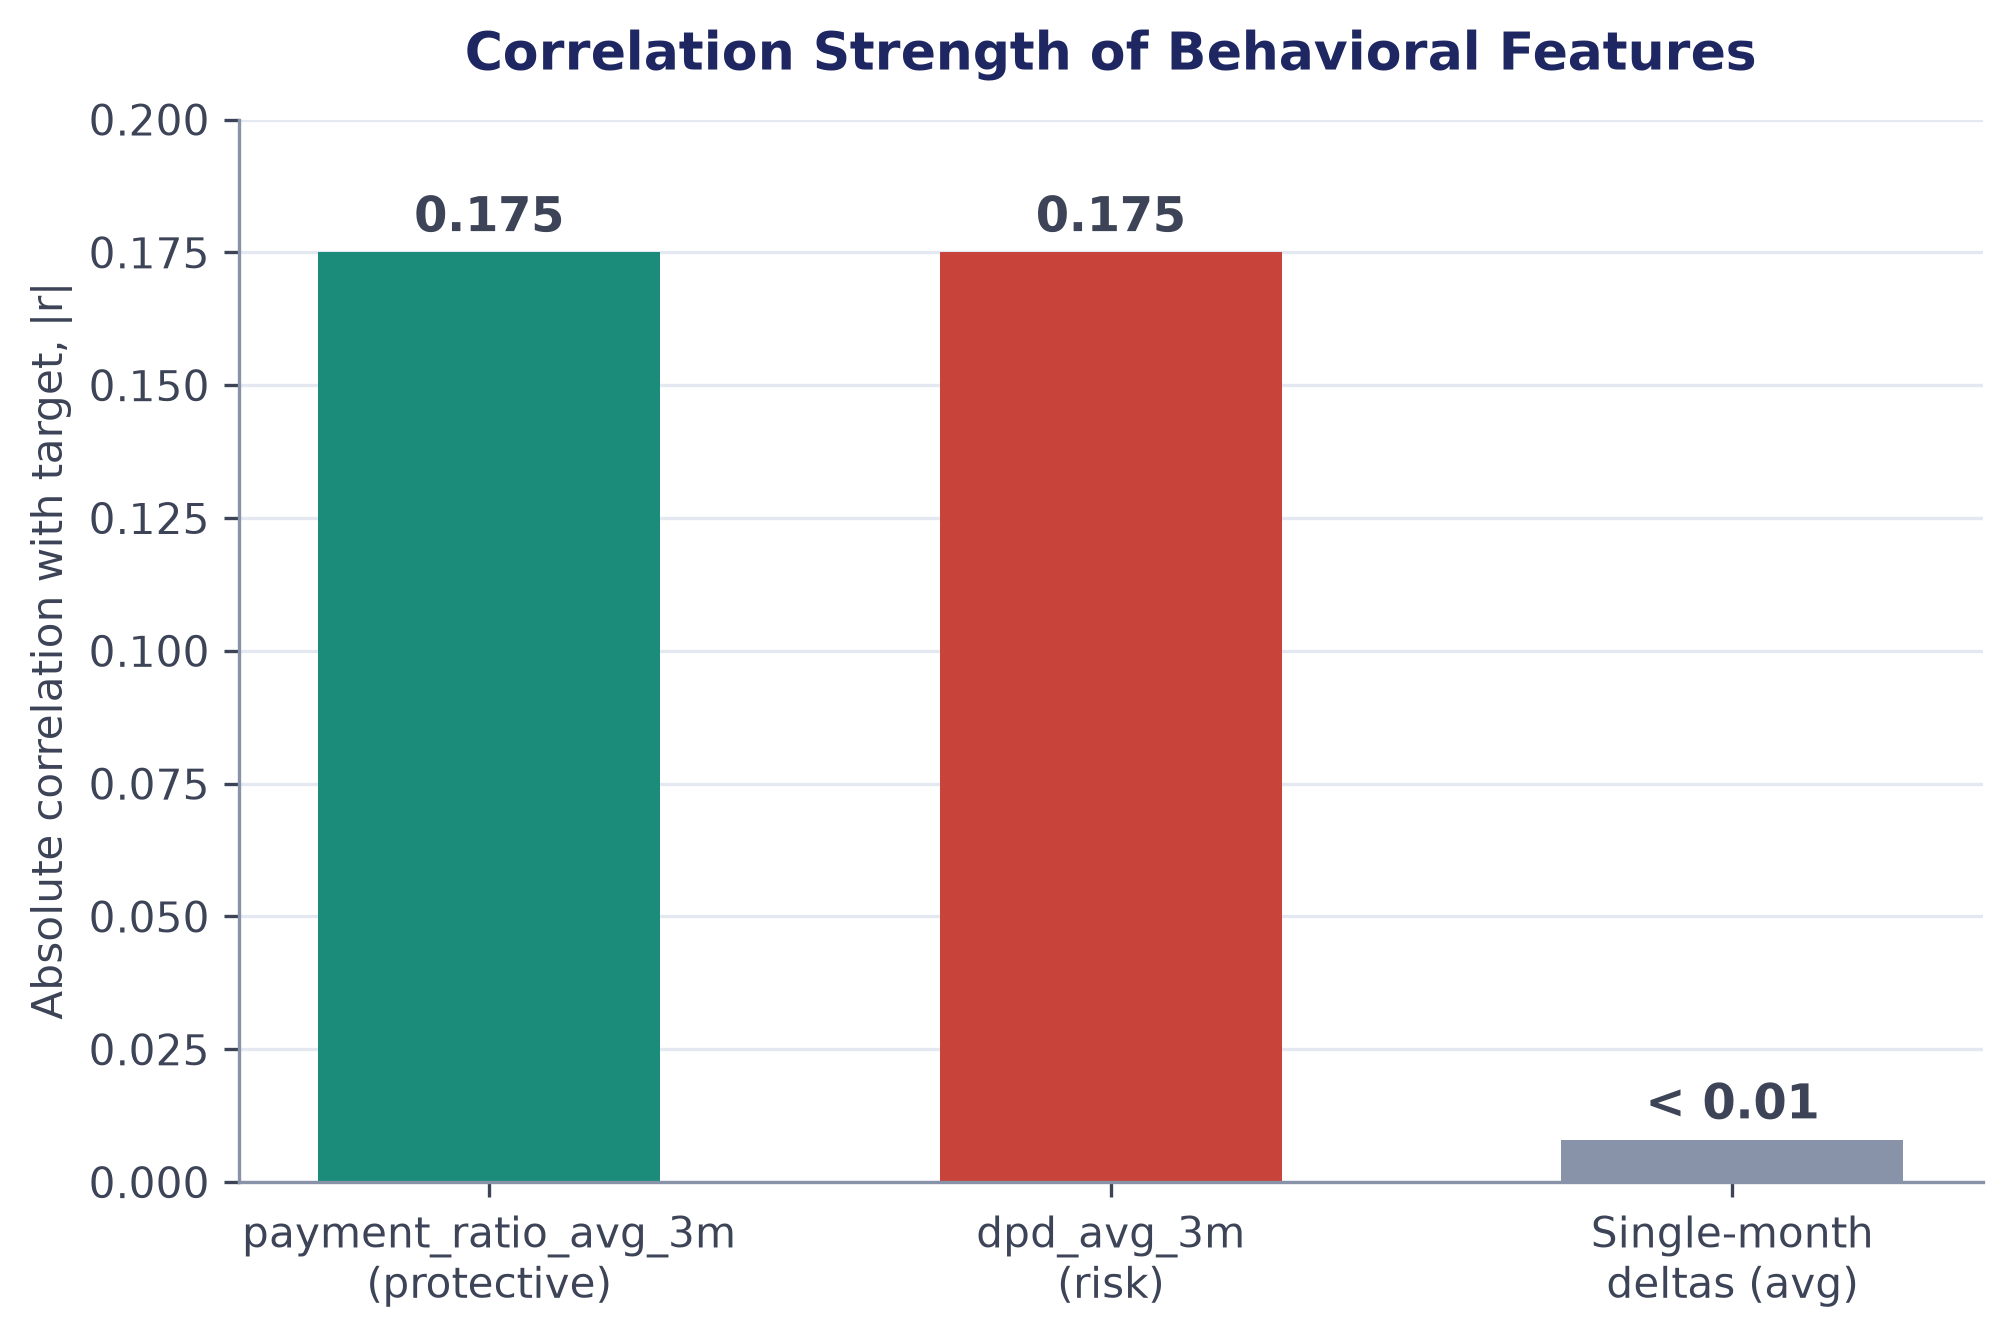 Correlation Strength of Behavioral Features
Absolute correlation with target, |r|
0.200
0.175
0.150
0.125
0.100
0.075
0.050
0.025
0.000
0.175
0.175
< 0.01
payment_ratio_avg_3m
(protective)
dpd_avg_3m
(risk)
Single-month
deltas (avg)